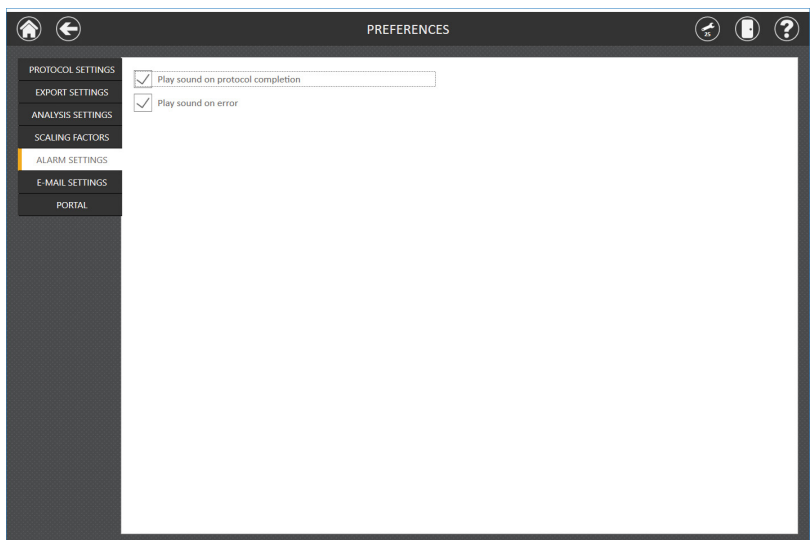 PREFERENCES
25
?
PROTOCOL SETTINGS
EXPORT SETTINGS
ANALYSIS SETTINGS
SCALING FACTORS
ALARM SETTINGS
E-MAIL SETTINGS
PORTAL
Play sound on protocol completion
Play sound on error